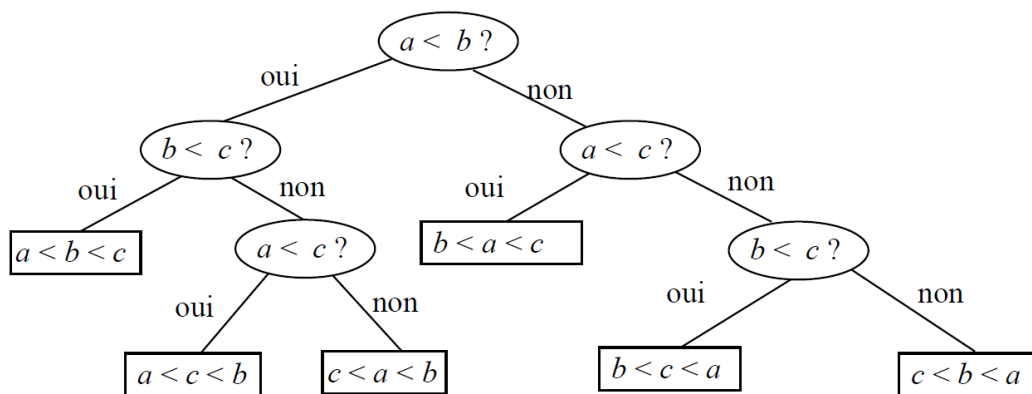 a < b ?
oui
non
b < c ?
a < c ?
oui
non
oui
non
a < b < c
a < c ?
b < a < c
b < c ?
oui
non
oui
non
a < c < b
c < a < b
b < c < a
c < b < a